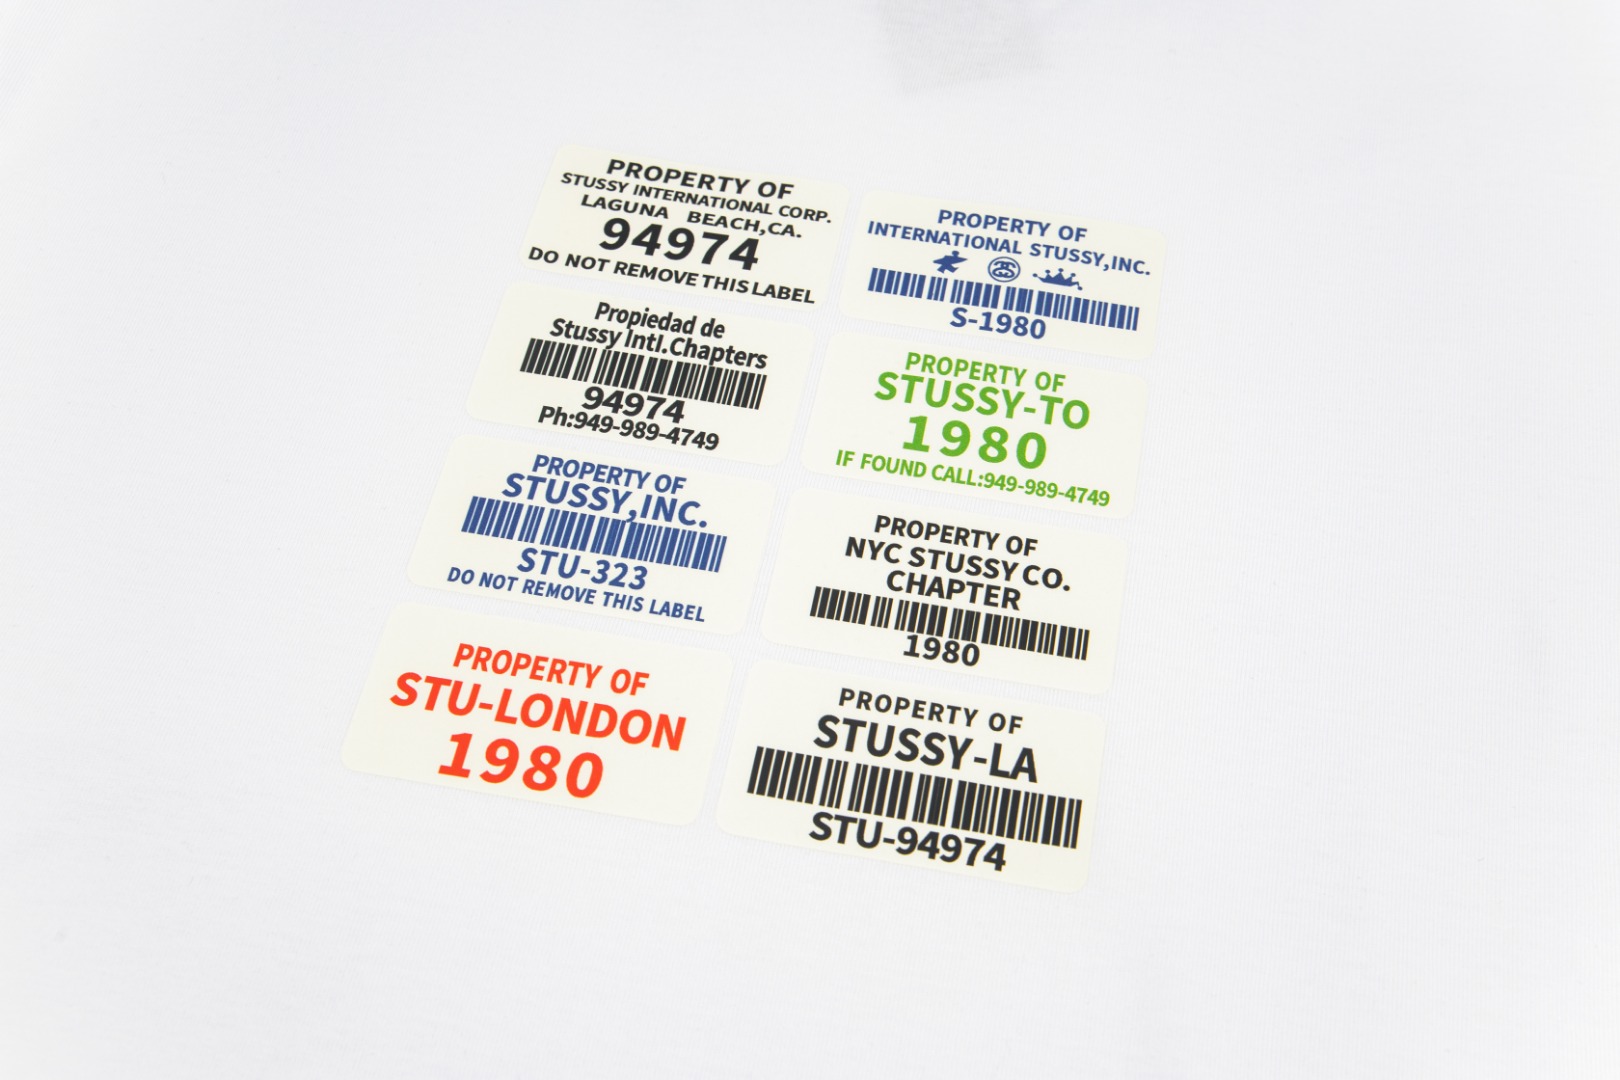 PROPERTY OF
STUSSY INTERNATIONAL CORP.
LAGUNA BEACH,CA.
94974
DO NOT REMOVE THIS LABEL
PROPERTY OF
INTERNATIONAL STUSSY,INC.
S-1980
Propiedad de
Stussy Intl.Chapters
94974
Ph:949-989-4749
PROPERTY OF
STUSSY-TO
1980
IF FOUND CALL:949-989-4749
PROPERTY OF
STUSSY,INC.
STU-323
DO NOT REMOVE THIS LABEL
PROPERTY OF
NYC STUSSY CO.
CHAPTER
1980
PROPERTY OF
STU-LONDON
1980
PROPERTY OF
STUSSY-LA
STU-94974